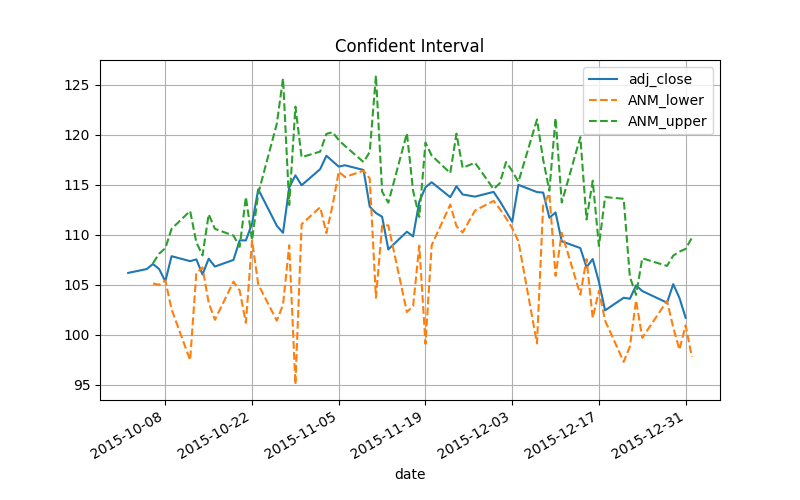 Confident Interval
adj_close
ANM_lower
ANM_upper
125
120
115
110
105
100
95
2015-10-08
2015-10-22
2015-11-05
2015-11-19
2015-12-03
2015-12-17
2015-12-31
date